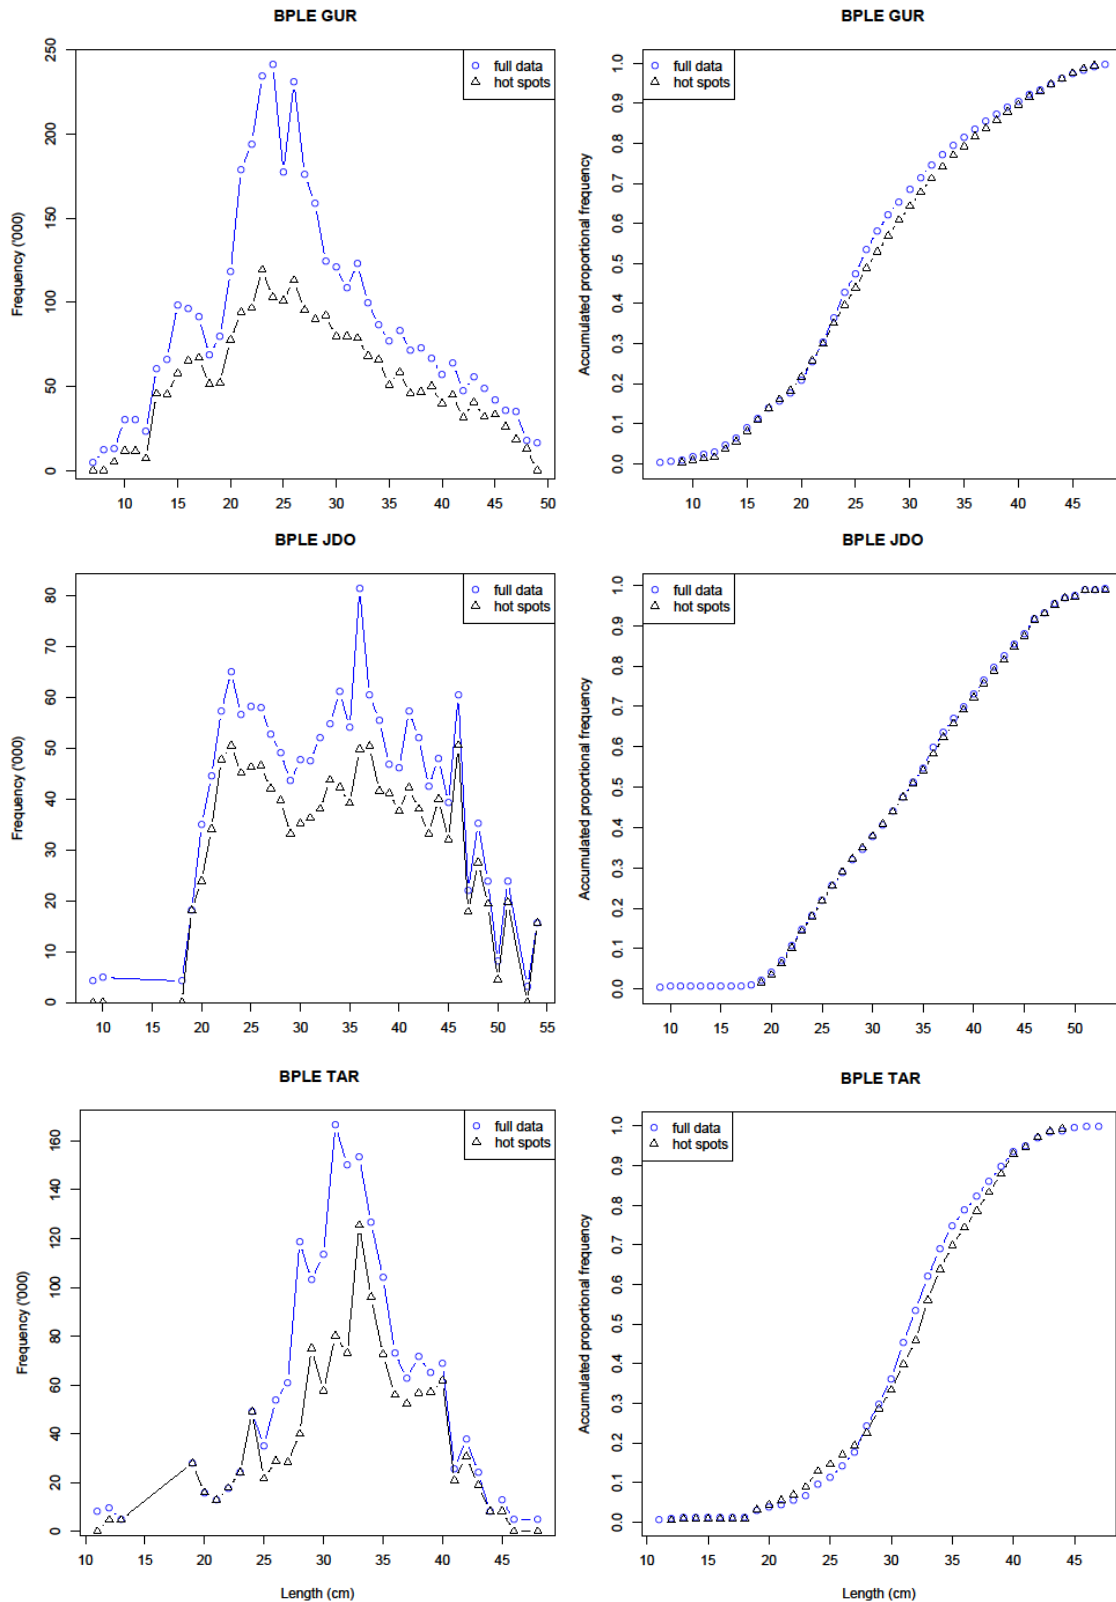 BPLE GUR
250
200
150
100
50
0
Frequency ('000)
full data
hot spots
10 15 20 25 30 35 40 45 50
BPLE GUR
1.0
0.9
0.8
0.7
0.6
0.5
0.4
0.3
0.2
0.1
0.0
Accumulated proportional frequency
full data
hot spots
10 15 20 25 30 35 40 45
BPLE JDO
80
70
60
50
40
30
20
10
0
Frequency ('000)
full data
hot spots
10 15 20 25 30 35 40 45 50 55
BPLE JDO
1.0
0.9
0.8
0.7
0.6
0.5
0.4
0.3
0.2
0.1
0.0
Accumulated proportional frequency
full data
hot spots
10 15 20 25 30 35 40 45 50
BPLE TAR
160
140
120
100
80
60
40
20
0
Frequency ('000)
full data
hot spots
10 15 20 25 30 35 40 45
Length (cm)
BPLE TAR
1.0
0.9
0.8
0.7
0.6
0.5
0.4
0.3
0.2
0.1
0.0
Accumulated proportional frequency
full data
hot spots
10 15 20 25 30 35 40 45
Length (cm)